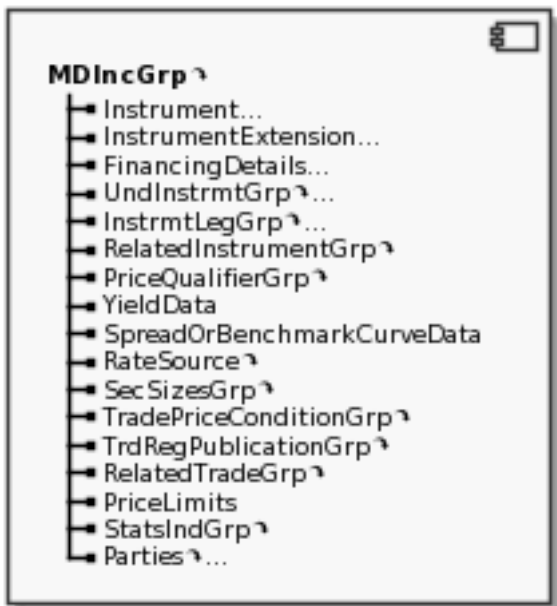 MDIncGrp
Instrument...
InstrumentExtension...
FinancingDetails...
UndInstrmtGrp...
InstrmtLegGrp...
RelatedInstrumentGrp
PriceQualifierGrp
YieldData
SpreadOrBenchmarkCurveData
RateSource
SecSizesGrp
TradePriceConditionGrp
TrdRegPublicationGrp
RelatedTradeGrp
PriceLimits
StatsIndGrp
Parties...